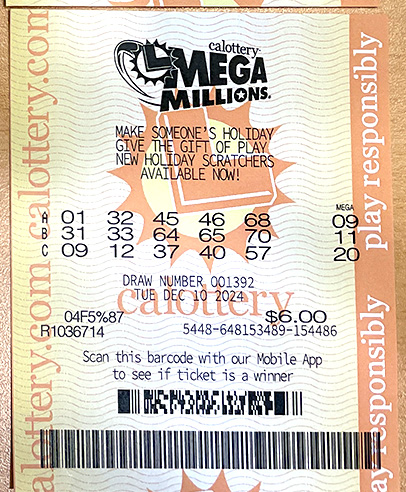 calottery
MEGA
MILLIONS
MAKE SOMEONE'S HOLIDAY
GIVE THE GIFT OF PLAY
NEW HOLIDAY SCRATCHERS
AVAILABLE NOW!
MEGA
A 01 32 45 46 68 09
B 31 33 64 65 70 11
C 09 12 37 40 57 20
DRAW NUMBER 001392
TUE DEC 10 2024
calottery
04F5%87 $6.00
R1036714 5448-648153489-154486
Scan this barcode with our Mobile App
to see if ticket is a winner
calottery.com calottery.com
play responsibly
play responsibly